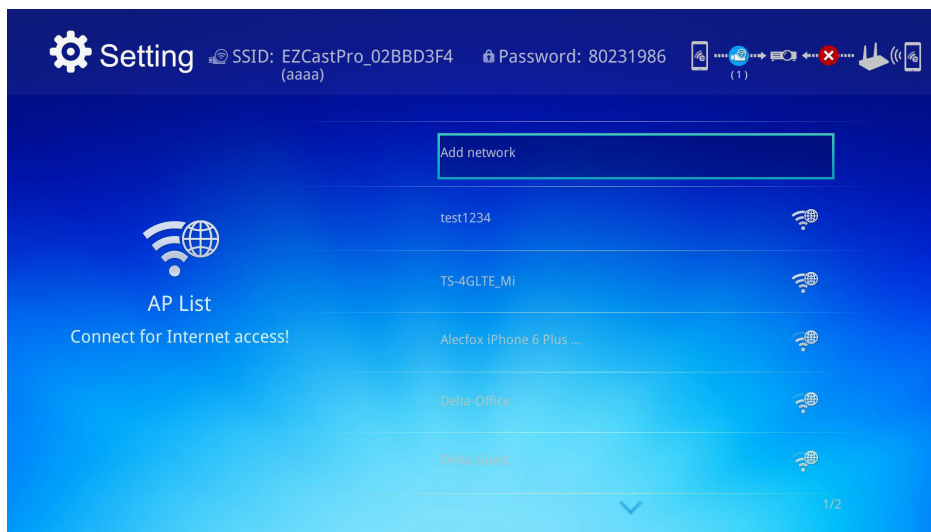 Setting SSID: EZCastPro_02BBD3F4 Password: 80231986
(aaaa)
(1)
Add network
test1234
TS-4GLTE_Mi
AP List
Connect for Internet access!
Alecfox iPhone 6 Plus ...
Delta-Office
1/2